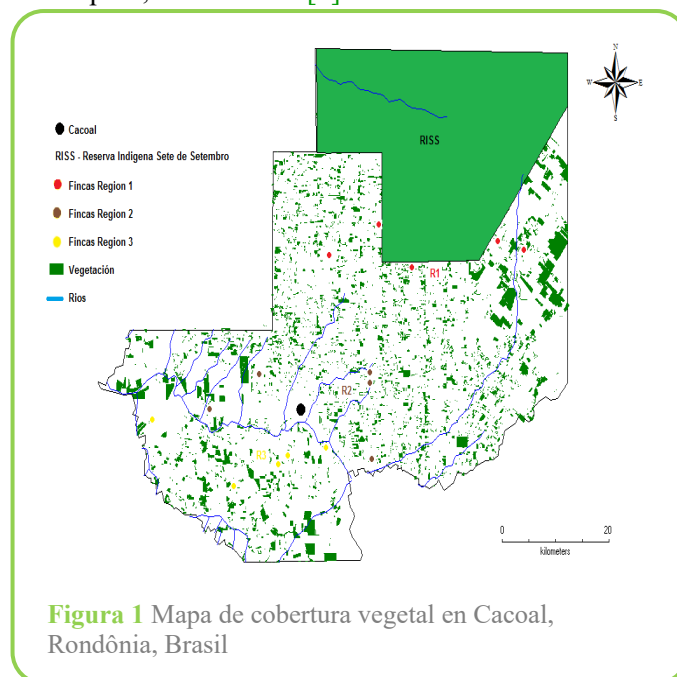 [ ]
N
W E
S
Cacoal
RISS - Reserva Indigena Sete de Setembro
RISS
Fincas Region 1
Fincas Region 2
Fincas Region 3
Vegetación
Rios
R1
R2
R3
0 20
kilometers
Figura 1 Mapa de cobertura vegetal en Cacoal,
Rondônia, Brasil